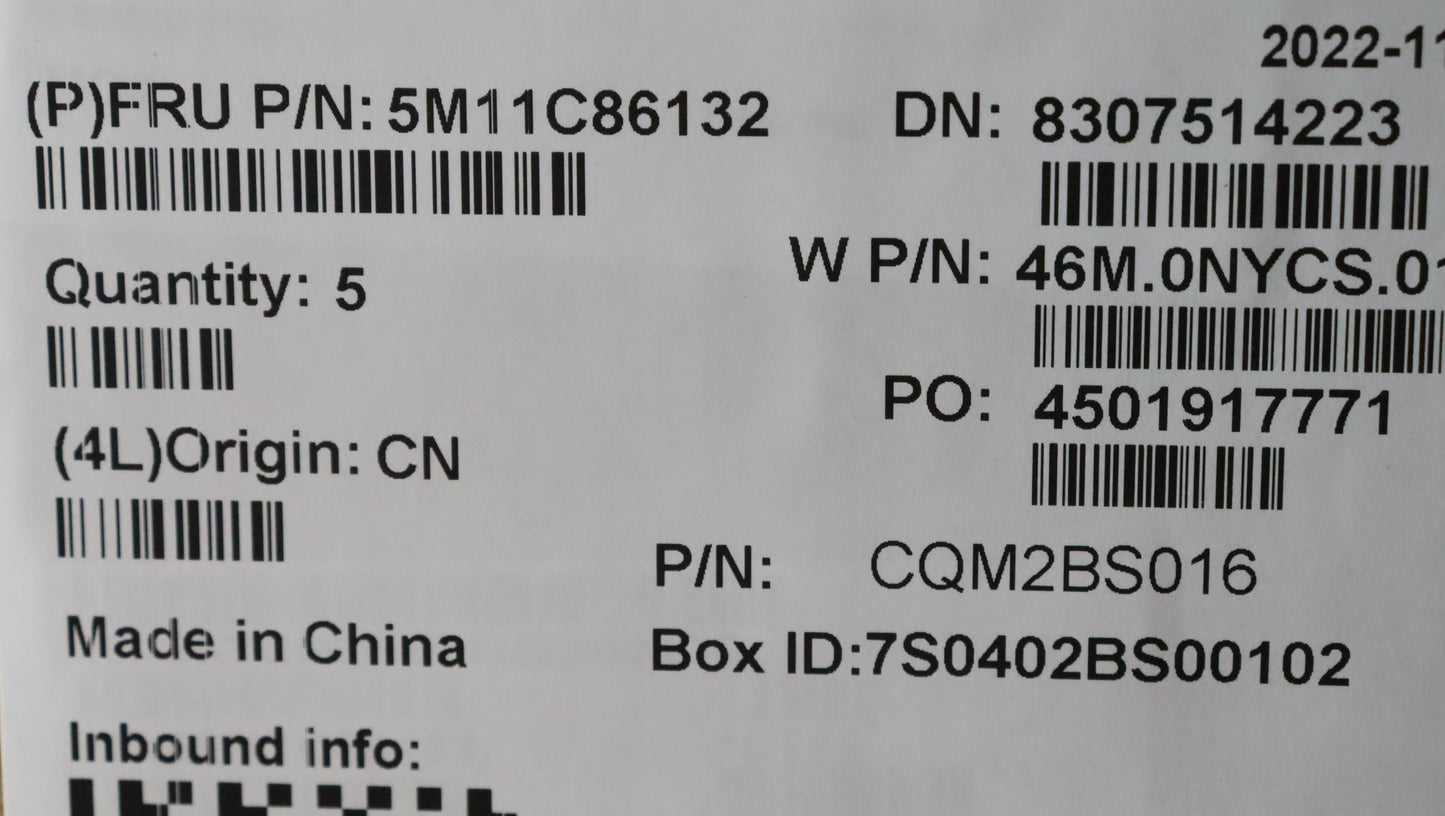 2022-11
(P)FRU P/N: 5M11C86132
DN: 8307514223
W P/N: 46M.0NYCS.01
Quantity: 5
PO: 4501917771
(4L)Origin: CN
P/N: CQM2BS016
Made in China
Box ID:7S0402BS00102
Inbound info: